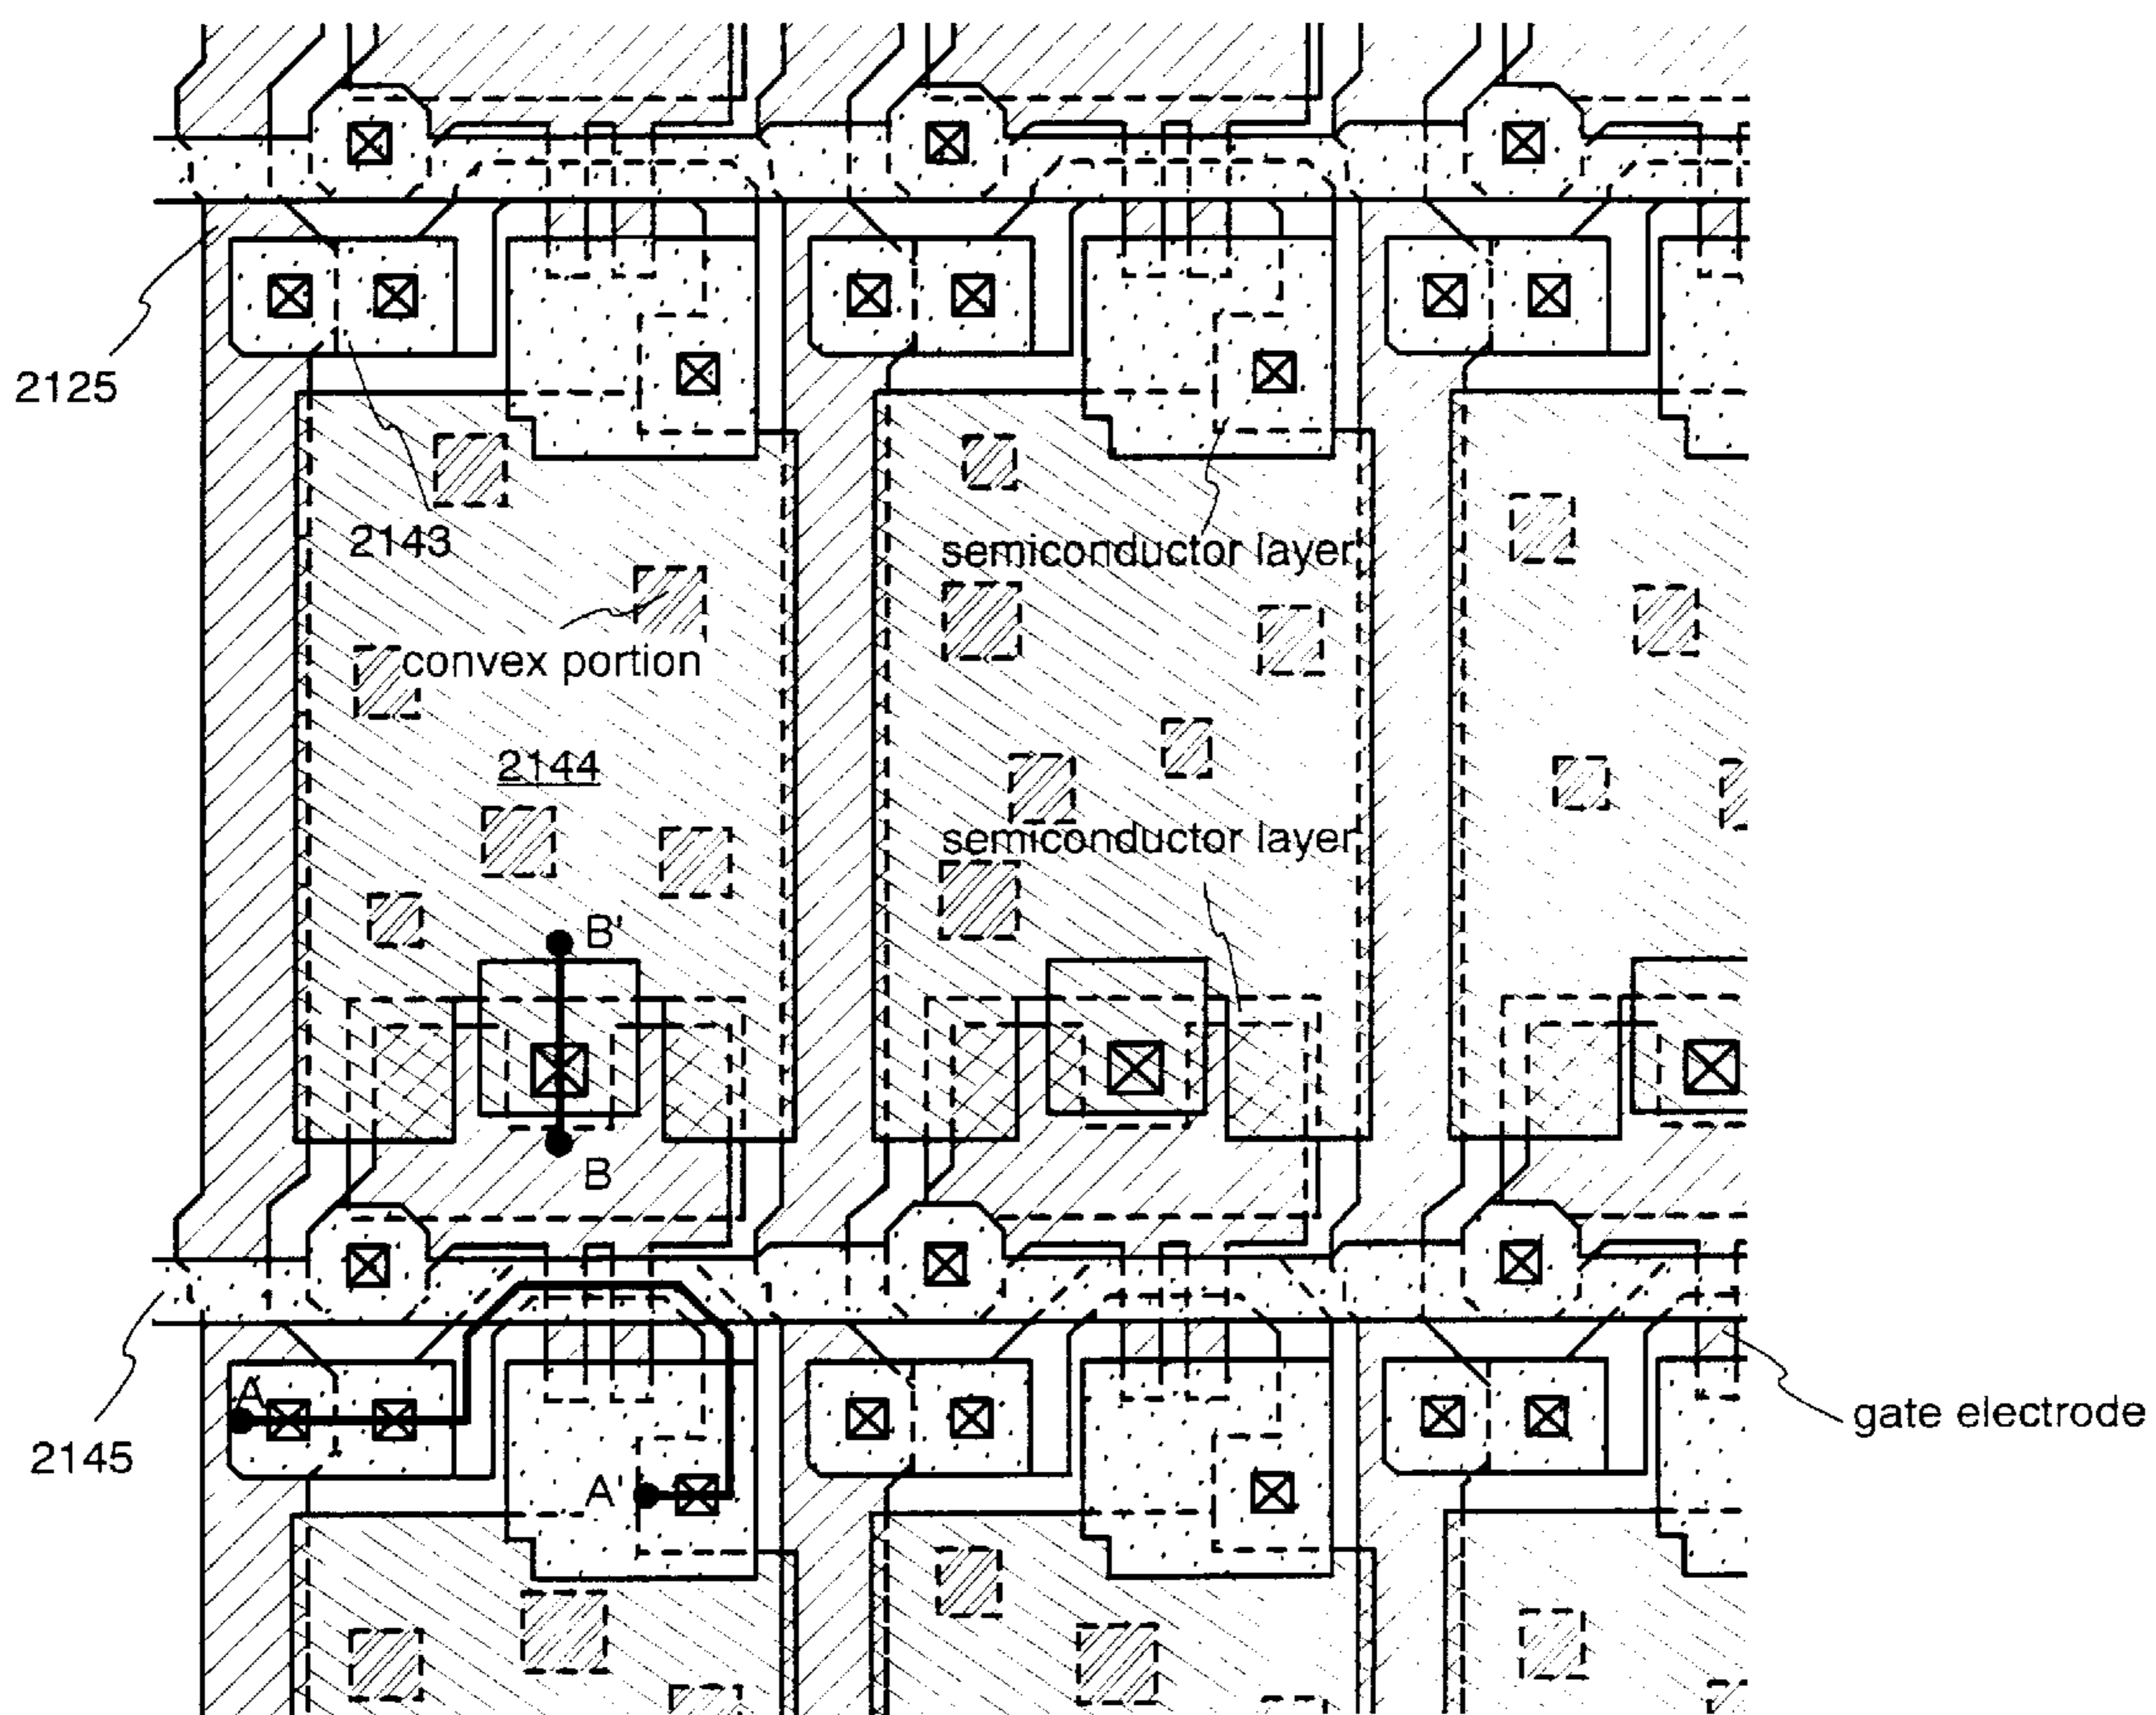 2125
2143
semiconductor layer
convex portion
2144
semiconductor layer
B'
B
A
A'
gate electrode
2145